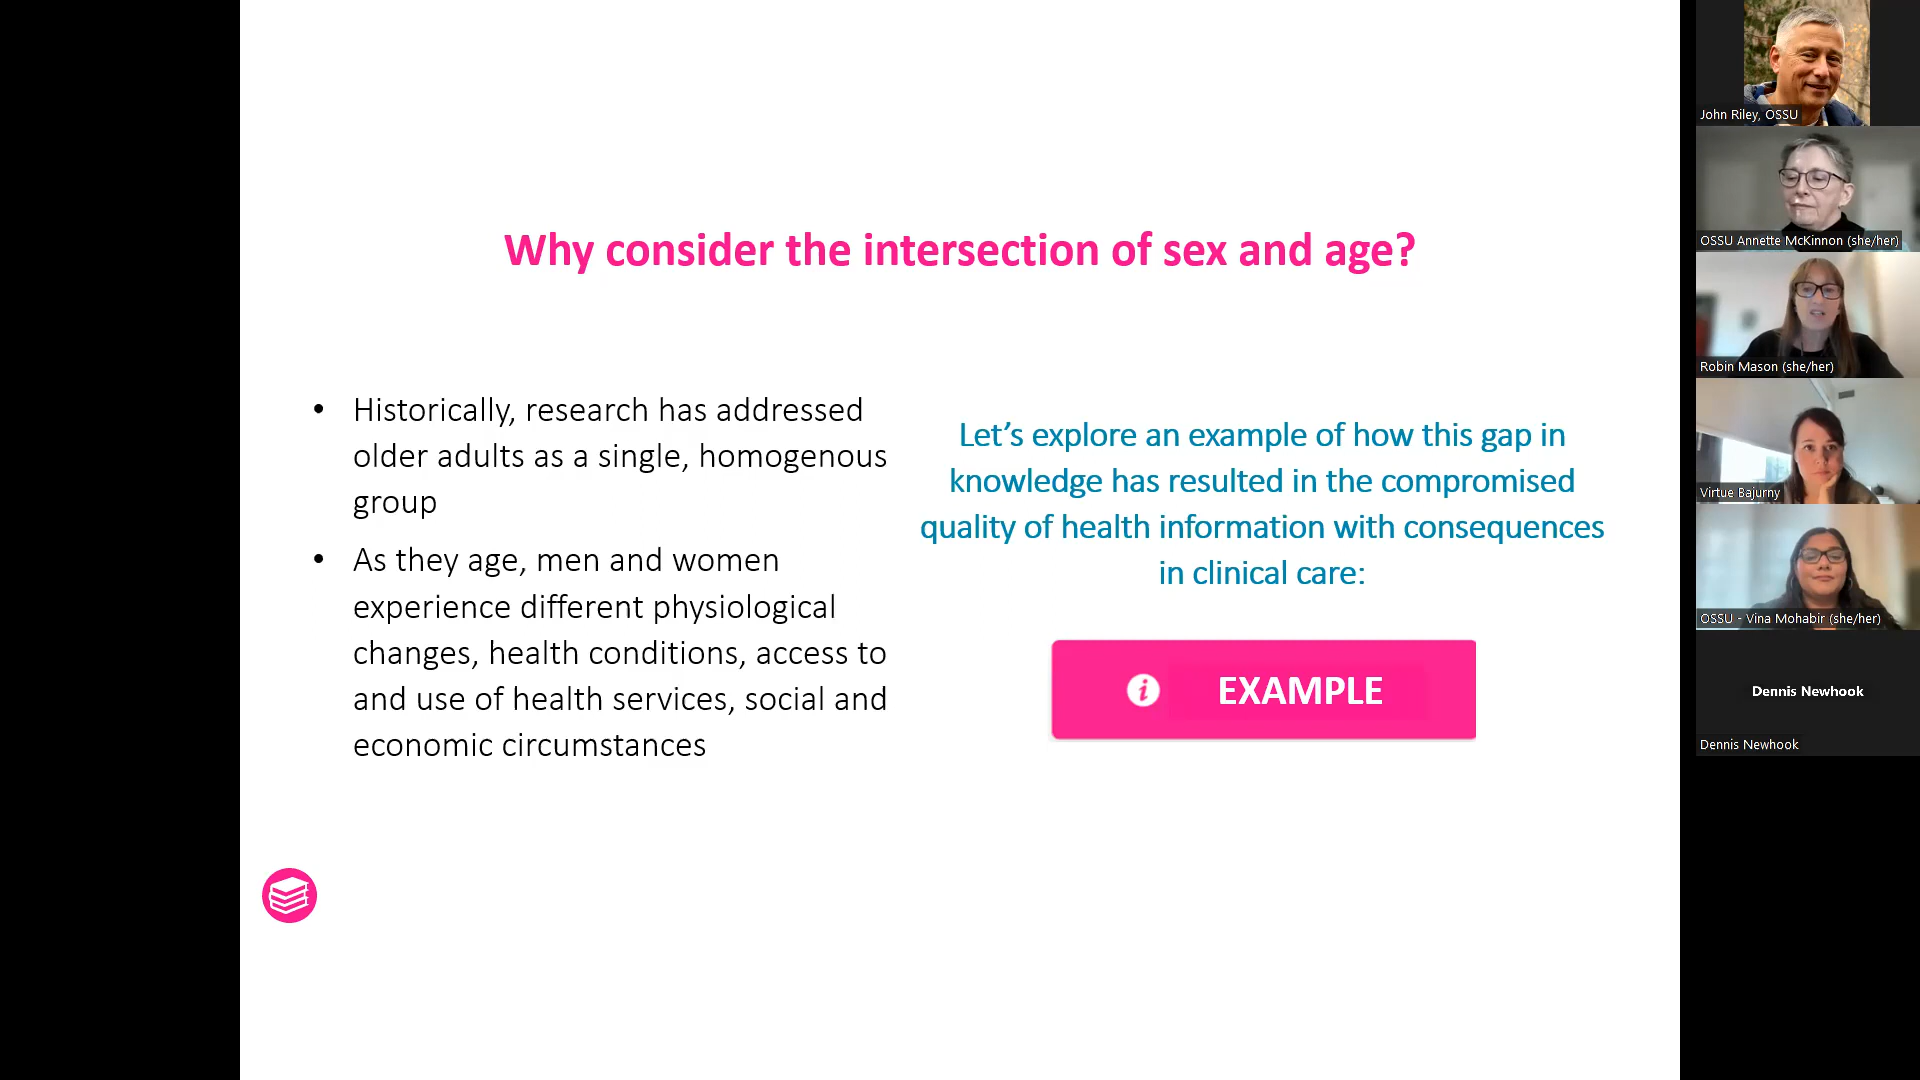 Why consider the intersection of sex and age?
• Historically, research has addressed
older adults as a single, homogenous
group
• As they age, men and women
experience different physiological
changes, health conditions, access to
and use of health services, social and
economic circumstances
Let’s explore an example of how this gap in
knowledge has resulted in the compromised
quality of health information with consequences
in clinical care:
i EXAMPLE
John Riley, OSSU
OSSU Annette McKinnon (she/her)
Robin Mason (she/her)
Virtue Bajurny
OSSU - Vina Mohabir (she/her)
Dennis Newhook
Dennis Newhook